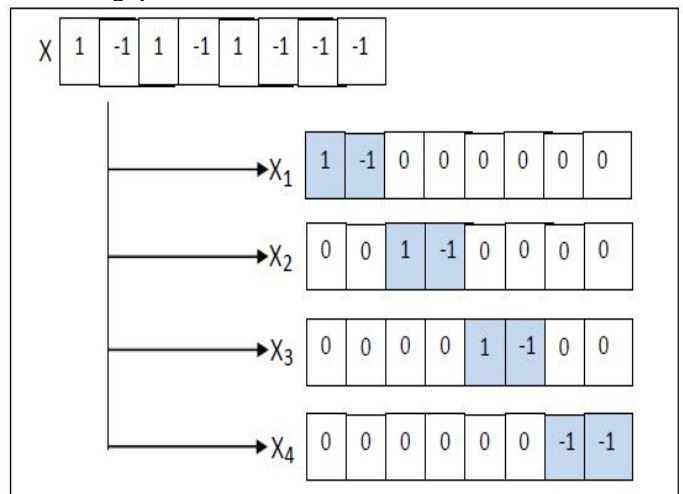 X 1 -1 1 -1 1 -1 -1 -1
X1 1 -1 0 0 0 0 0 0
X2 0 0 1 -1 0 0 0 0
X3 0 0 0 0 1 -1 0 0
X4 0 0 0 0 0 0 -1 -1